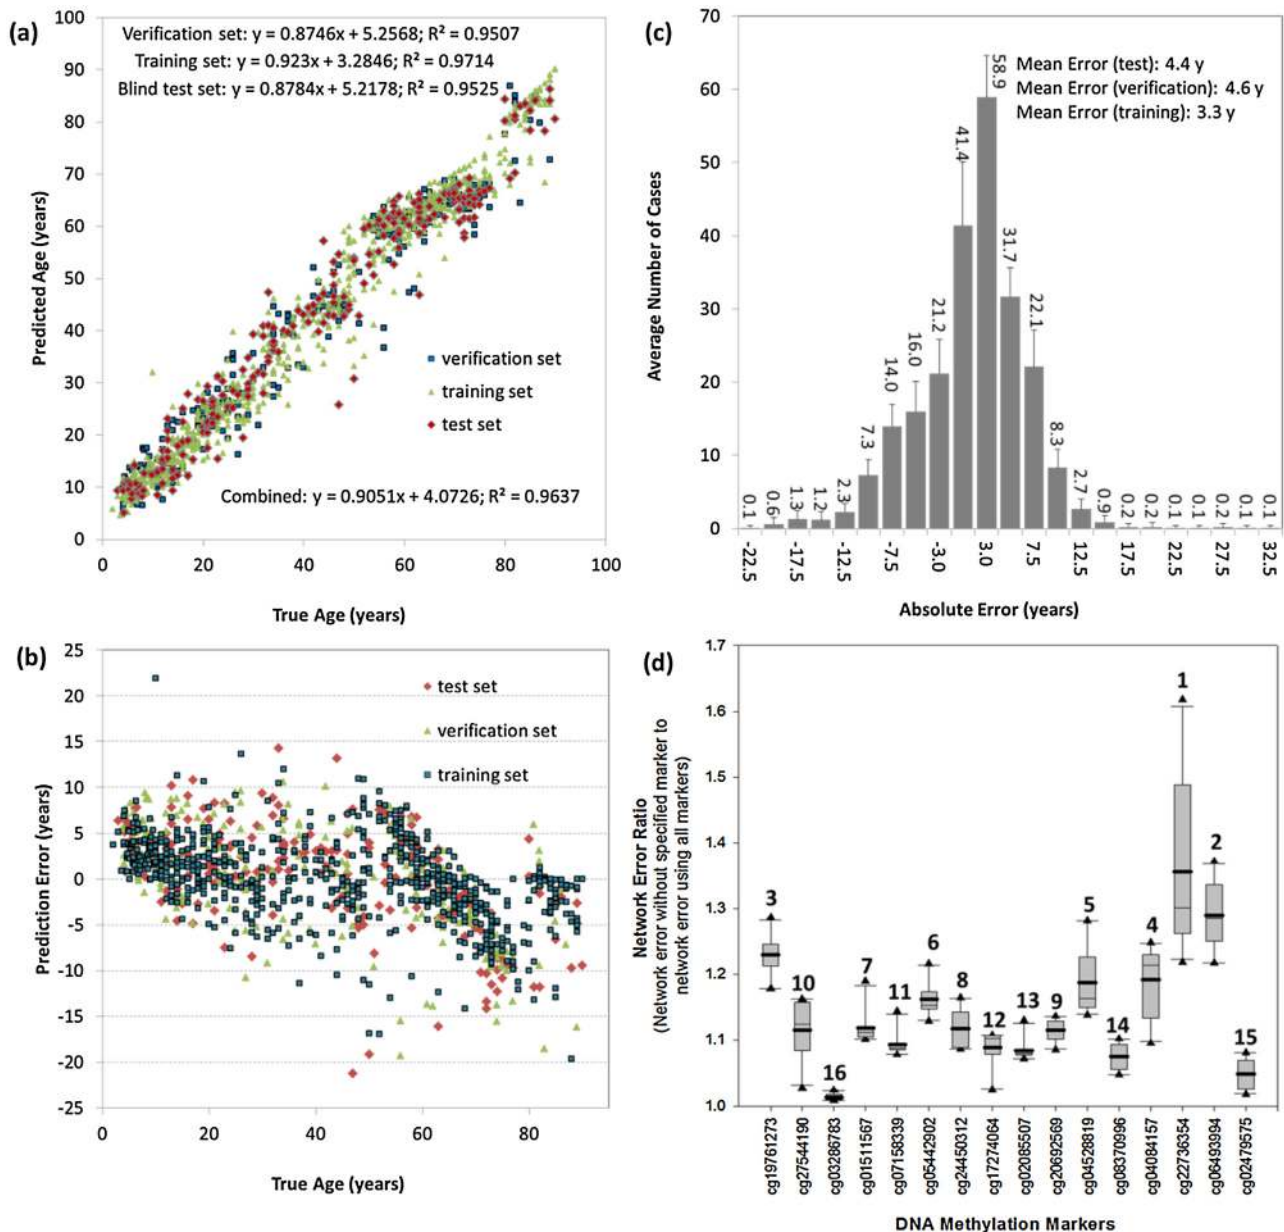 (a)
100
90
80
70
60
50
40
30
20
10
0
Predicted Age (years)
Verification set: y = 0.8746x + 5.2568; R² = 0.9507
Training set: y = 0.923x + 3.2846; R² = 0.9714
Blind test set: y = 0.8784x + 5.2178; R² = 0.9525
verification set
training set
test set
Combined: y = 0.9051x + 4.0726; R² = 0.9637
0 20 40 60 80 100
True Age (years)
(c)
70
60
50
40
30
20
10
0
Average Number of Cases
Mean Error (test): 4.4 y
Mean Error (verification): 4.6 y
Mean Error (training): 3.3 y
0.1 0.6 1.3 1.2 2.3 7.3 14.0 16.0 21.2 41.4 58.9 31.7 22.1 8.3 2.7 0.9 0.2 0.2 0.1 0.1 0.2 0.1 0.1
-22.5 -17.5 -12.5 -7.5 -3.0 3.0 7.5 12.5 17.5 22.5 27.5 32.5
Absolute Error (years)
(b)
25
20
15
10
5
0
-5
-10
-15
-20
-25
Prediction Error (years)
test set
verification set
training set
0 20 40 60 80
True Age (years)
(d)
1.7
1.6
1.5
1.4
1.3
1.2
1.1
1.0
Network Error Ratio
(Network error without specified marker to
network error using all markers)
3 10 16 7 11 6 8 12 13 9 5 14 4 1 2 15
cg19761272
cg27544190
cg03286783
cg01511567
cg07158339
cg05442902
cg24450312
cg17274064
cg02085507
cg20692569
cg04528819
cg08370996
cg04084157
cg22736354
cg06493994
cg02479575
DNA Methylation Markers